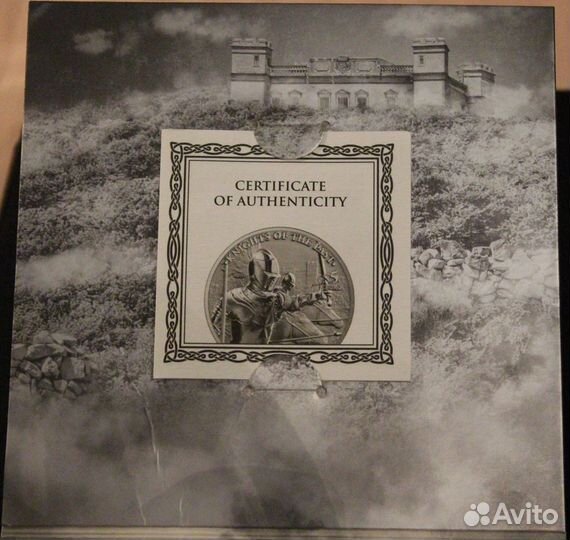 CERTIFICATE
OF AUTHENTICITY
KNIGHTS OF THE PAST
Avito